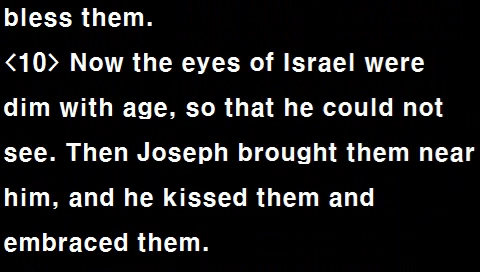 bless them.
<10> Now the eyes of Israel were
dim with age, so that he could not
see. Then Joseph brought them near
him, and he kissed them and
embraced them.